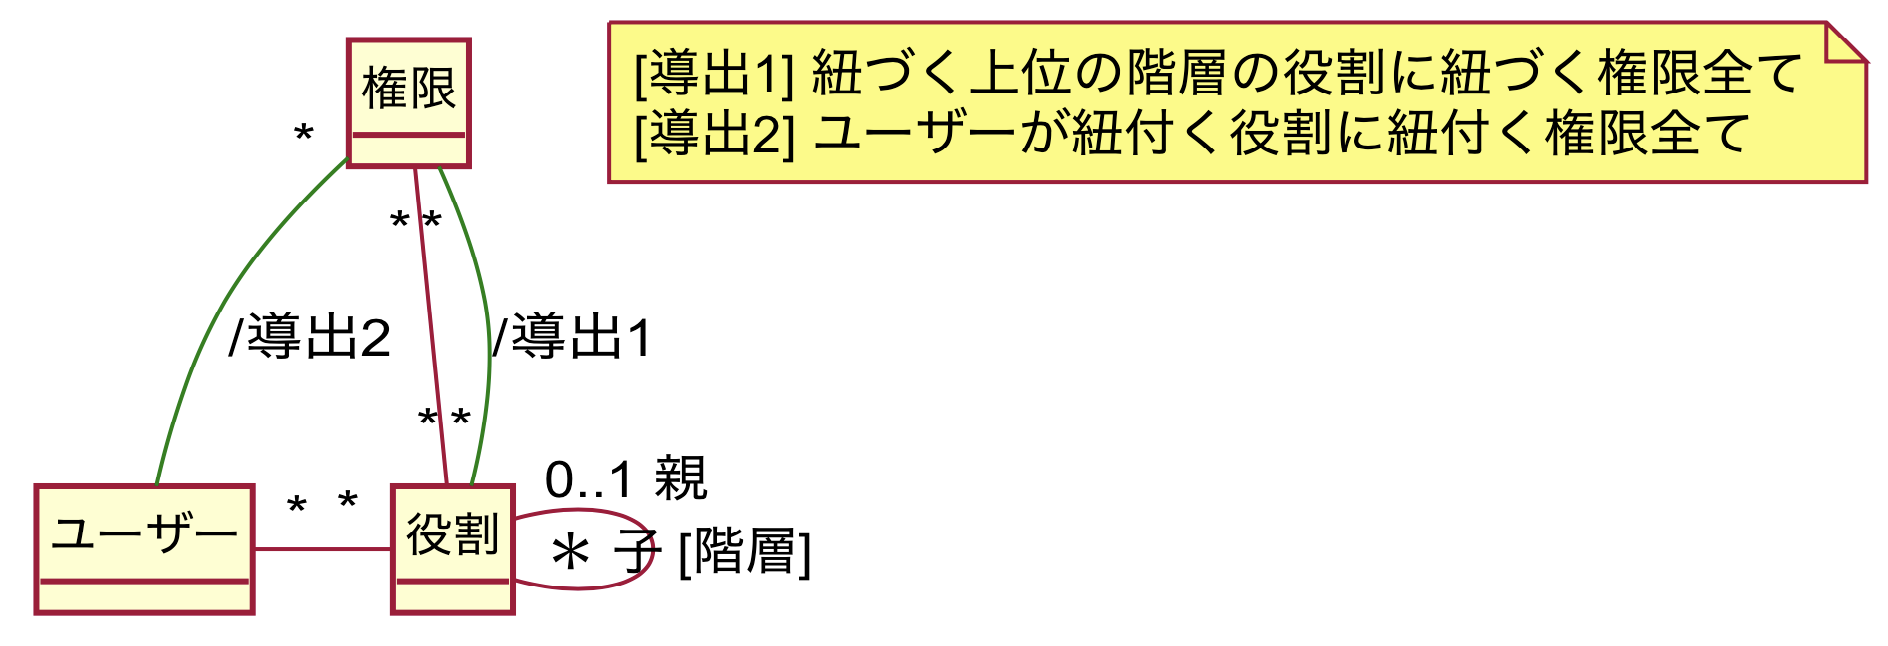 権限
[導出1] 紐づく上位の階層の役割に紐づく権限全て
[導出2] ユーザーが紐付く役割に紐付く権限全て
*
* *
/導出2
/導出1
* *
0..1 親
* *
ユーザー
役割
＊ 子 [階層]